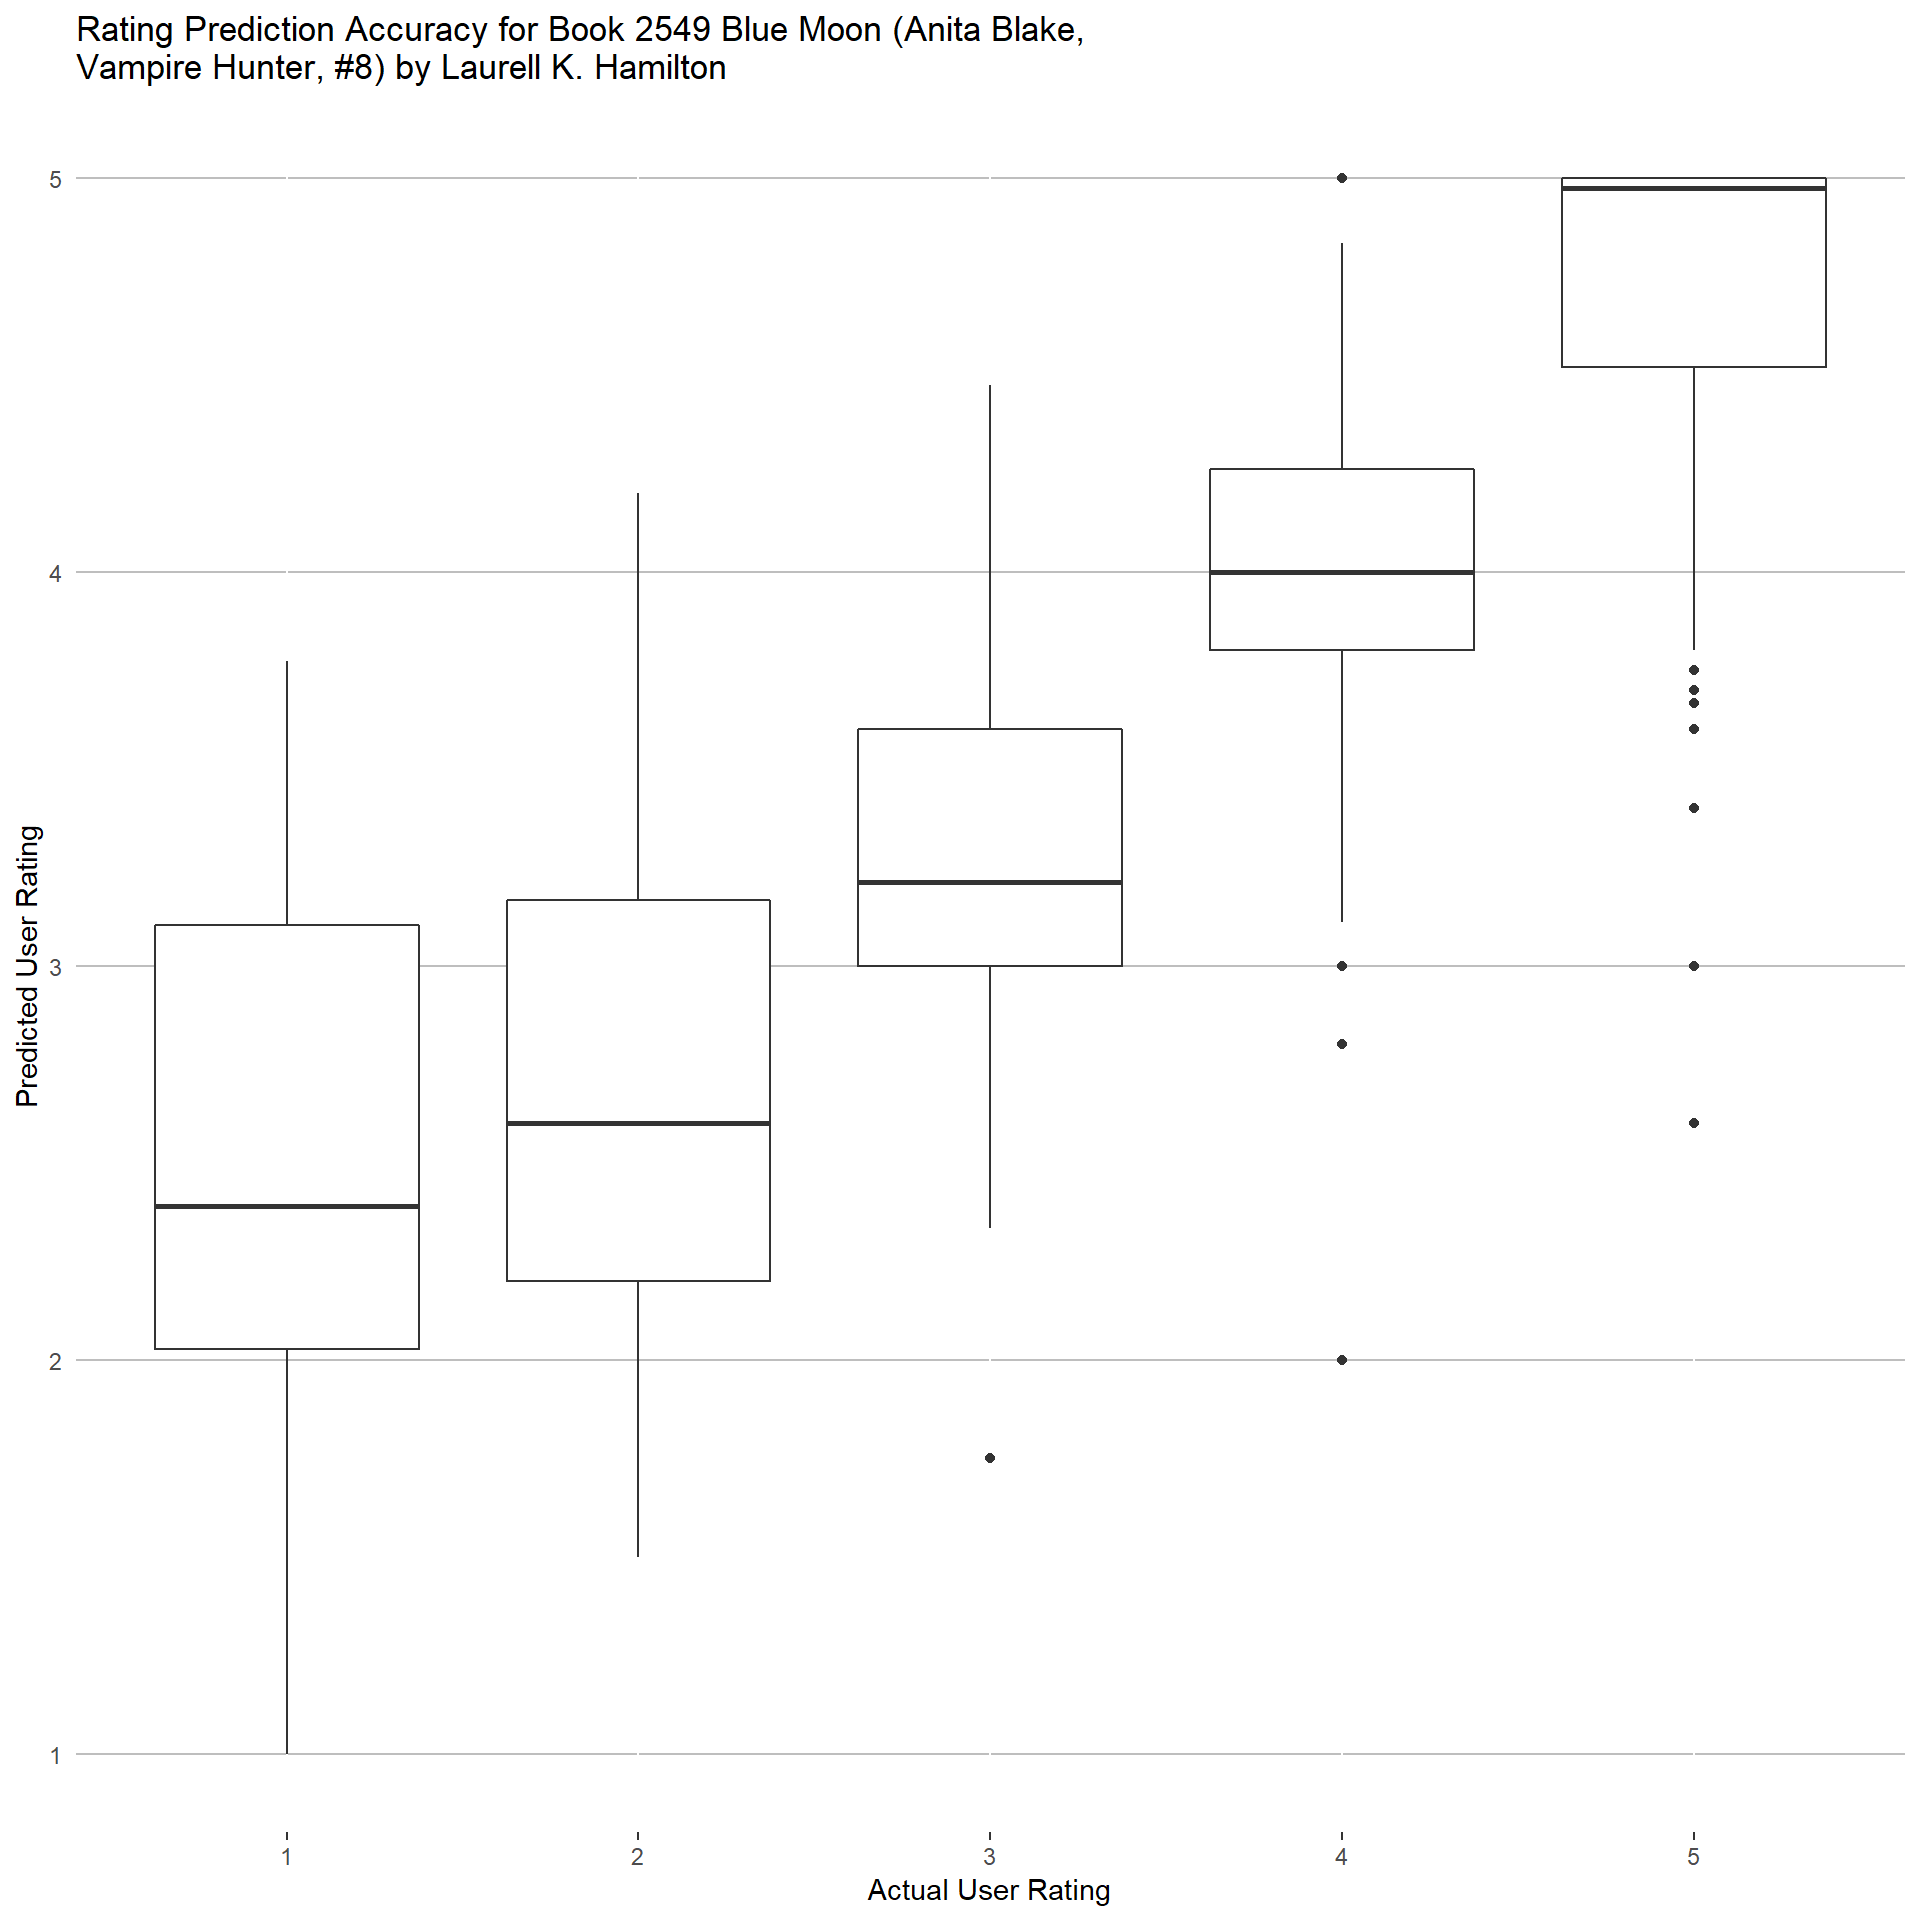 Rating Prediction Accuracy for Book 2549 Blue Moon (Anita Blake,
Vampire Hunter, #8) by Laurell K. Hamilton
Predicted User Rating
5
4
3
2
1
1 2 3 4 5
Actual User Rating